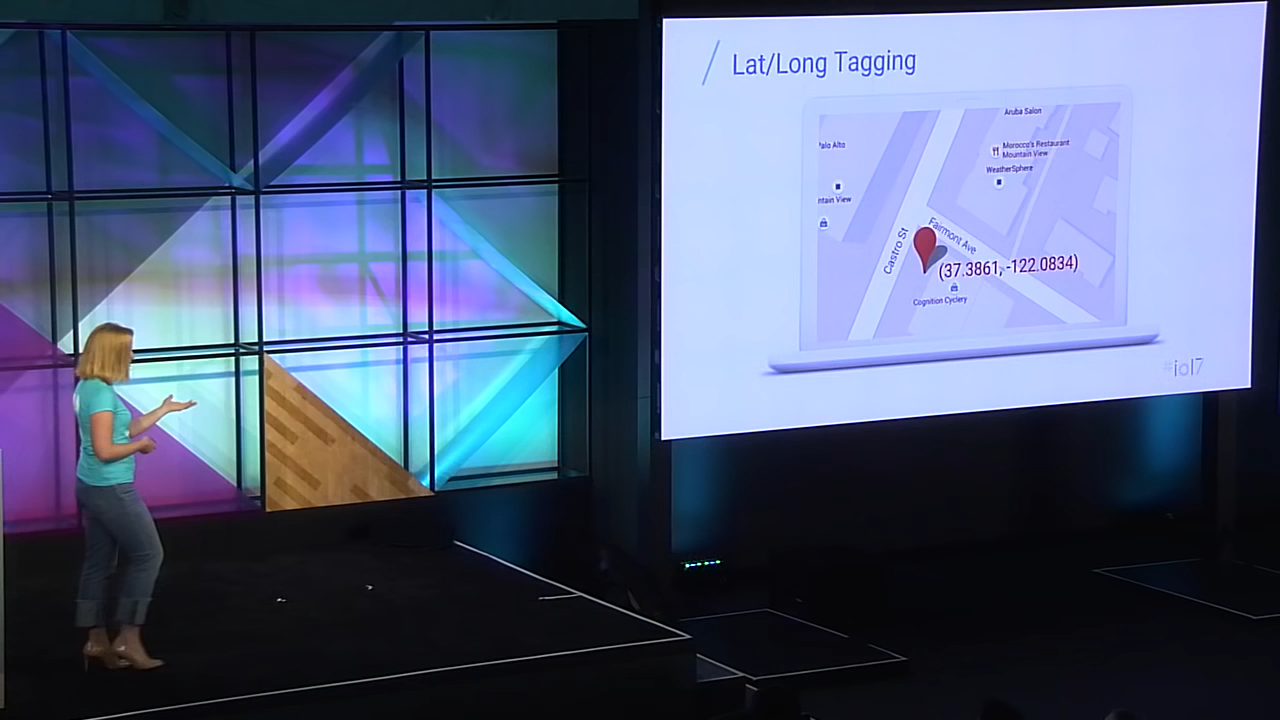 Lat/Long Tagging
Aruba Salon
Palo Alto
Morocco's Restaurant
Mountain View
WeatherSphere
ntain View
Castro St
Fairmont Ave
(37.3861, -122.0834)
Cognition Cyclery
#io17